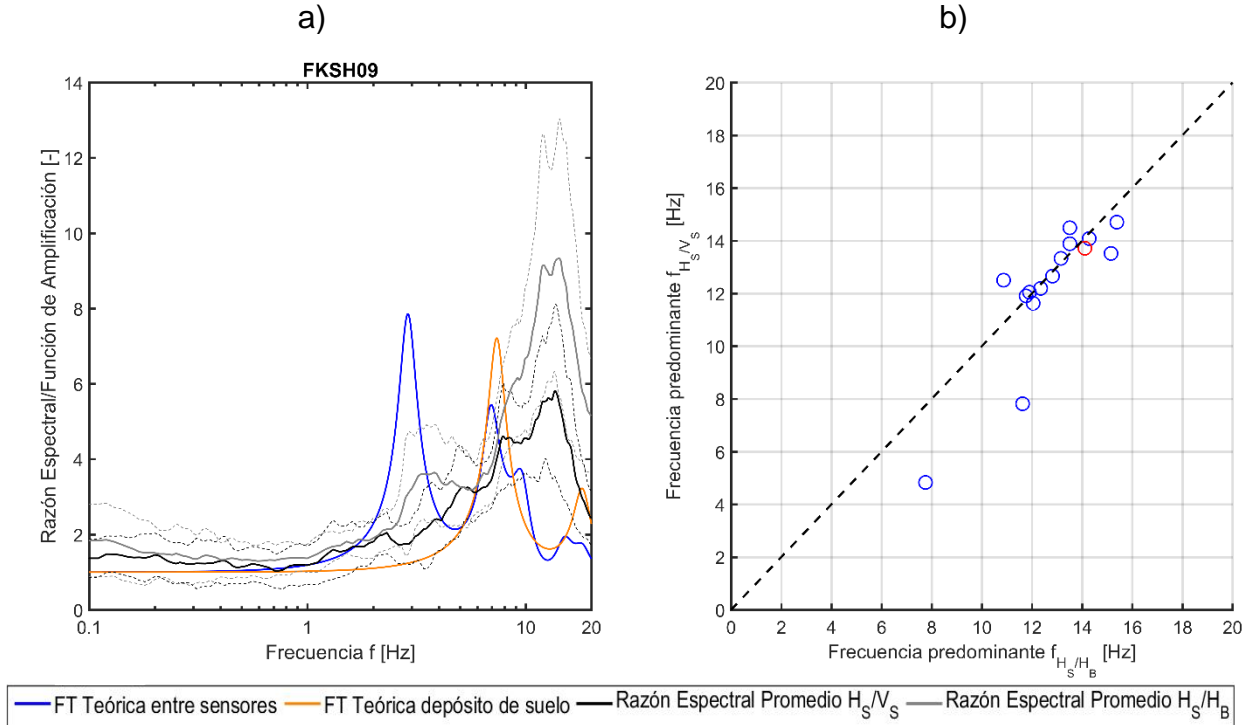 a)
b)
FKSH09
Razón Espectral/Función de Amplificación [-]
14
12
10
8
6
4
2
0
0.1
1
10
20
Frecuencia f [Hz]
Frecuencia predominante f_{H_S/V_S} [Hz]
20
18
16
14
12
10
8
6
4
2
0
0 2 4 6 8 10 12 14 16 18 20
Frecuencia predominante f_{H_S/H_B} [Hz]
FT Teórica entre sensores FT Teórica depósito de suelo Razón Espectral Promedio H_S/V_S Razón Espectral Promedio H_S/H_B